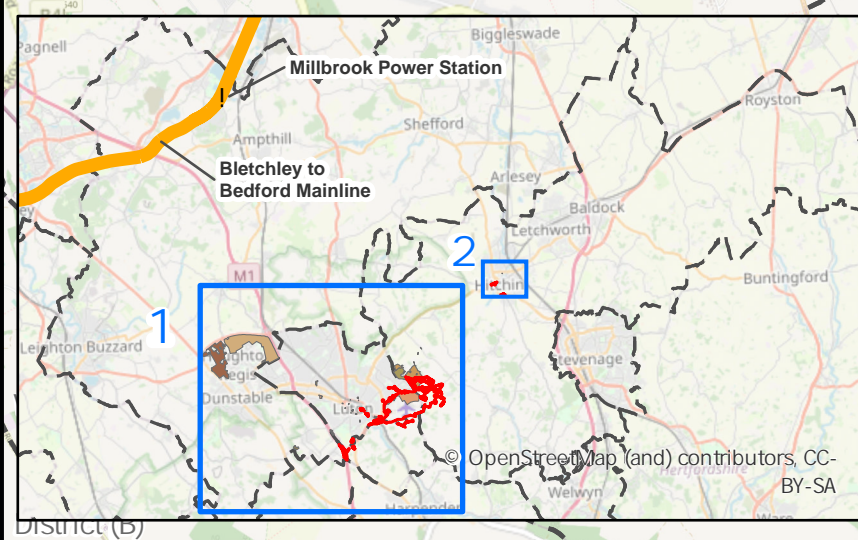 Biggleswade
Pagnell
Millbrook Power Station
Royston
Shefford
Ampthill
Bletchley to
Bedford Mainline
Arlesey
Baldock
Letchworth
2
M1
Hitchin
Buntingford
1
Leighton Buzzard
Stevenage
Dunstable
Luton
© OpenStreetMap (and) contributors, CC-
BY-SA
Hertfordshire
Welwyn
Harpenden
Ware
District (B)